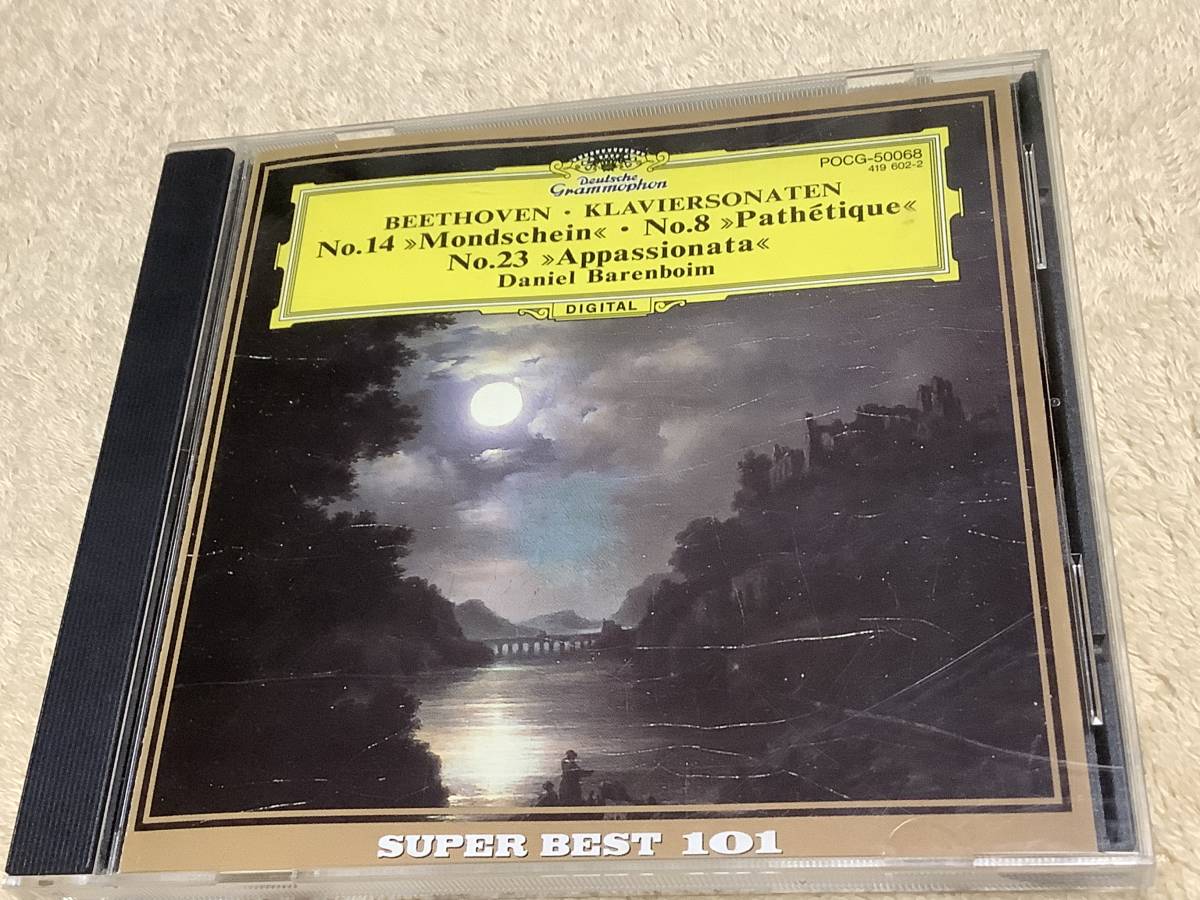 Deutsche
Grammophon
POCG-50068
419 602-2
BEETHOVEN · KLAVIERSONATEN
No.14 »Mondschein« · No.8 »Pathétique«
No.23 »Appassionata«
Daniel Barenboim
DIGITAL
SUPER BEST 101